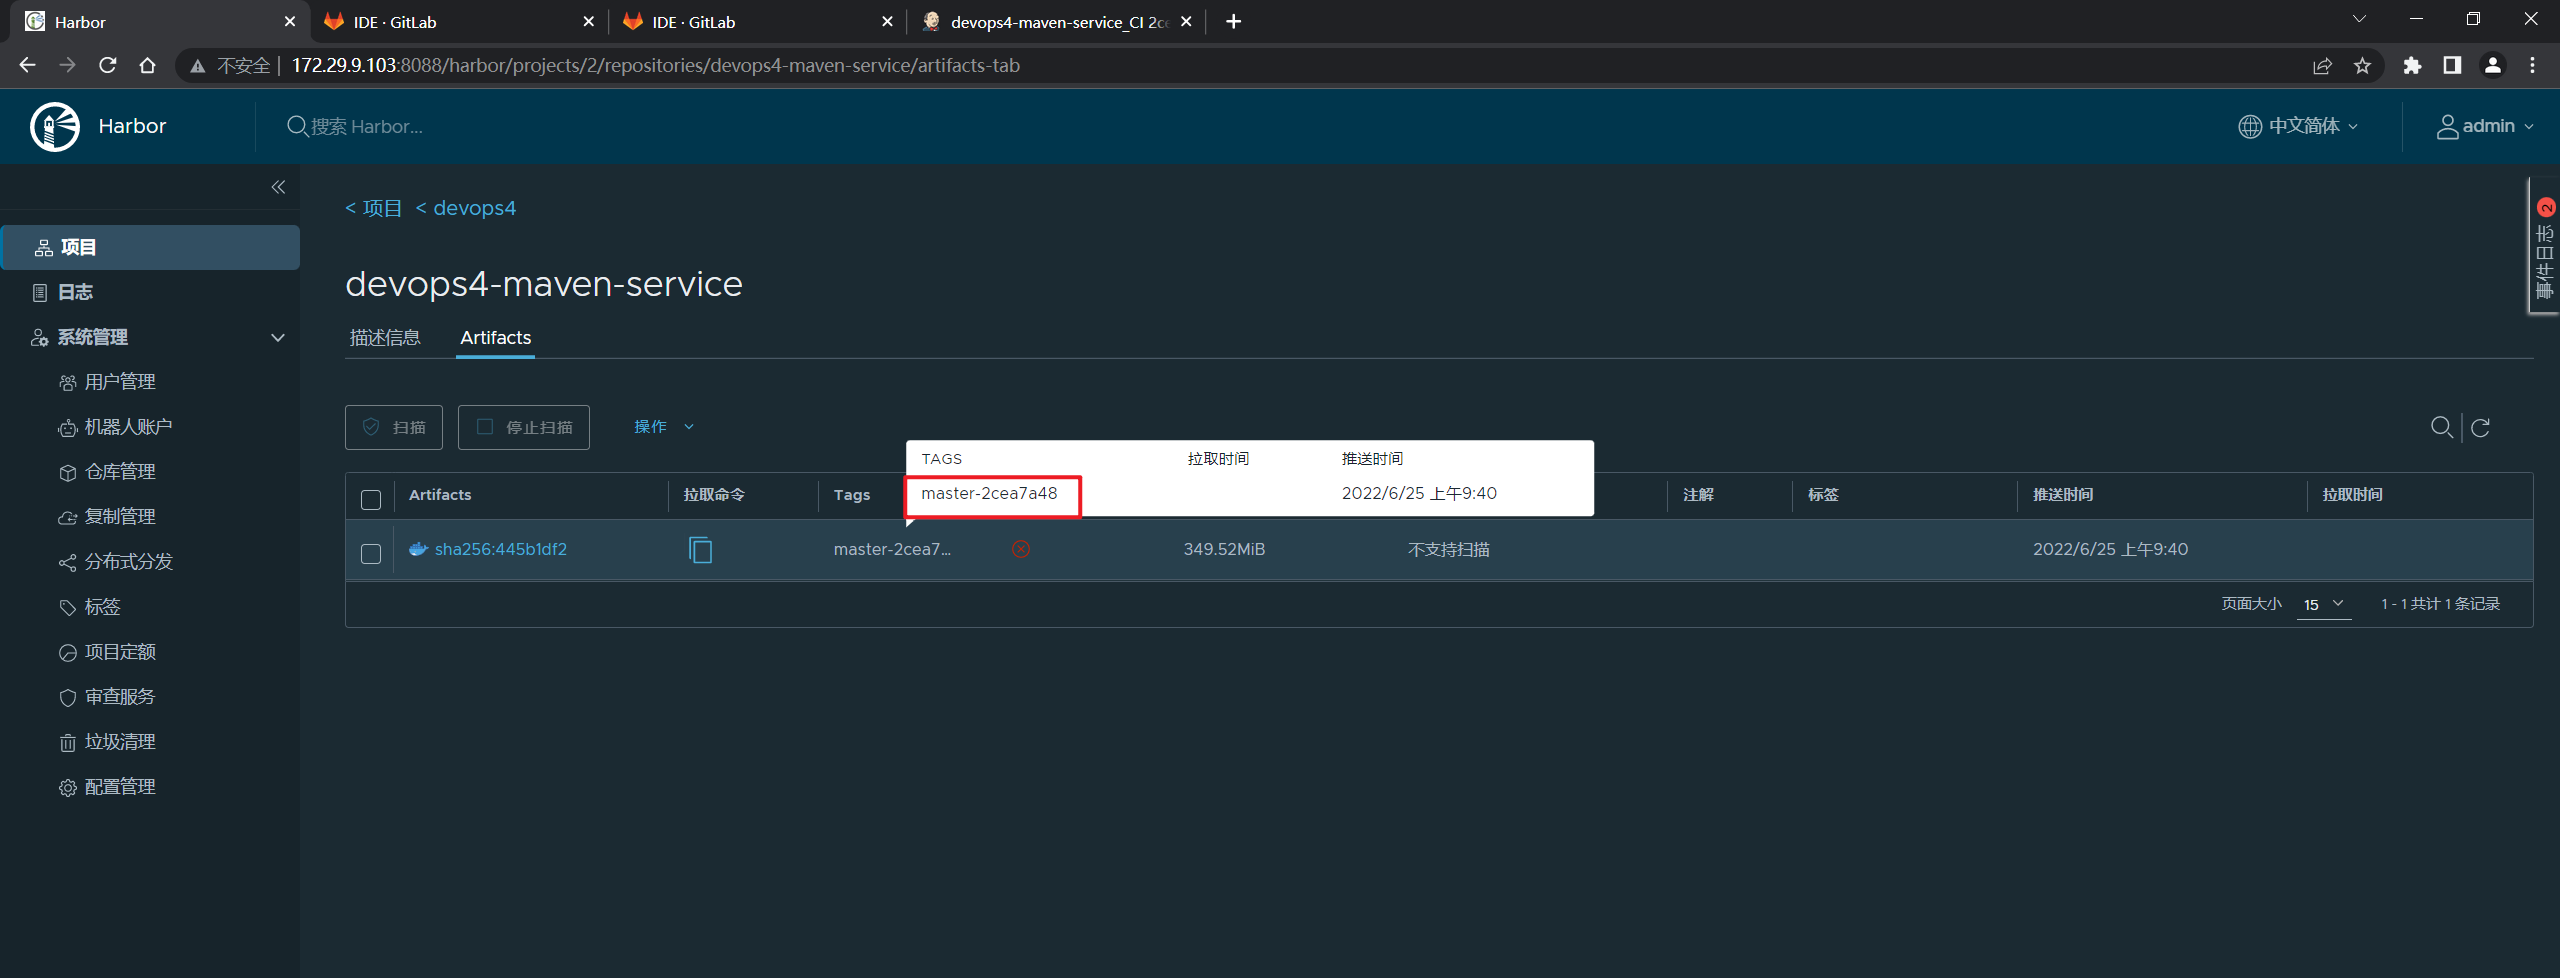 Harbor
IDE · GitLab
IDE · GitLab
devops4-maven-service_CI 2ce
不安全
172.29.9.103:8088/harbor/projects/2/repositories/devops4-maven-service/artifacts-tab
Harbor
搜索 Harbor...
中文简体
admin
项目
日志
系统管理
用户管理
机器人账户
仓库管理
复制管理
分布式分发
标签
项目定额
审查服务
垃圾清理
配置管理
< 项目 < devops4
devops4-maven-service
描述信息
Artifacts
扫描
停止扫描
操作
TAGS
拉取时间
推送时间
master-2cea7a48
2022/6/25 上午9:40
Artifacts
拉取命令
Tags
注解
标签
推送时间
拉取时间
sha256:445b1df2
master-2cea7...
349.52MiB
不支持扫描
2022/6/25 上午9:40
页面大小
15
1 - 1 共计 1 条记录
2
事件日志